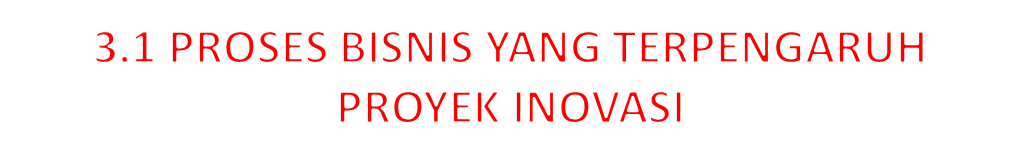 3.1 PROSES BISNIS YANG TERPENGARUH
PROYEK INOVASI